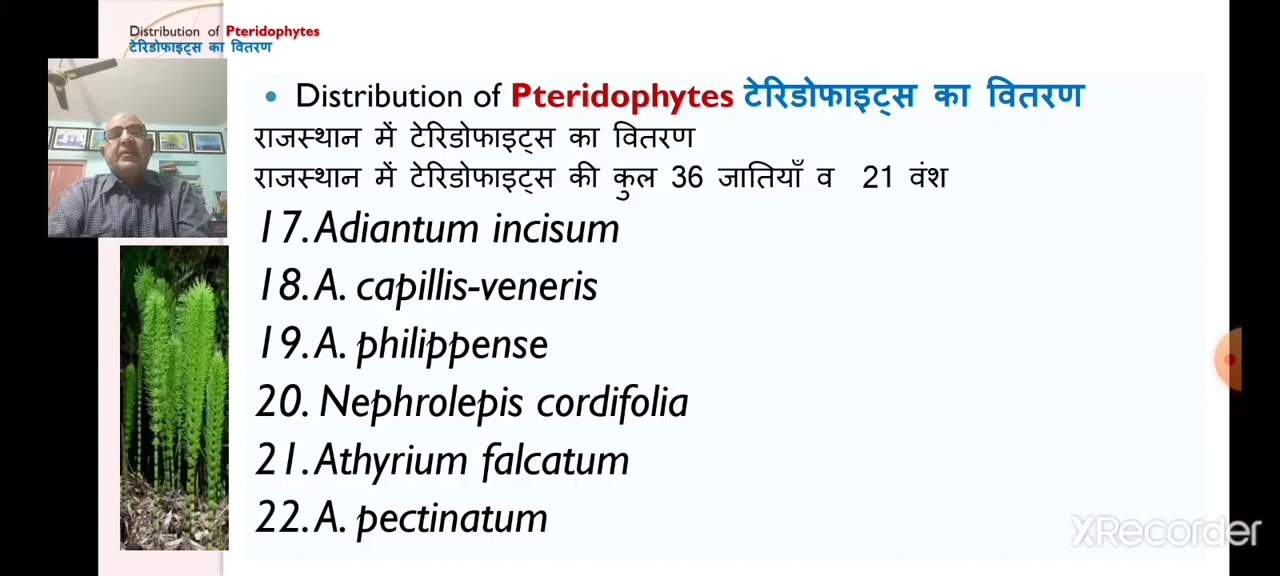 Distribution of Pteridophytes
टेरिडोफाइट्स का वितरण
• Distribution of Pteridophytes टेरिडोफाइट्स का वितरण
राजस्थान में टेरिडोफाइट्स का वितरण
राजस्थान में टेरिडोफाइट्स की कुल 36 जातियाँ व 21 वंश
17. Adiantum incisum
18. A. capillis-veneris
19. A. philippense
20. Nephrolepis cordifolia
21. Athyrium falcatum
22. A. pectinatum
XRecorder